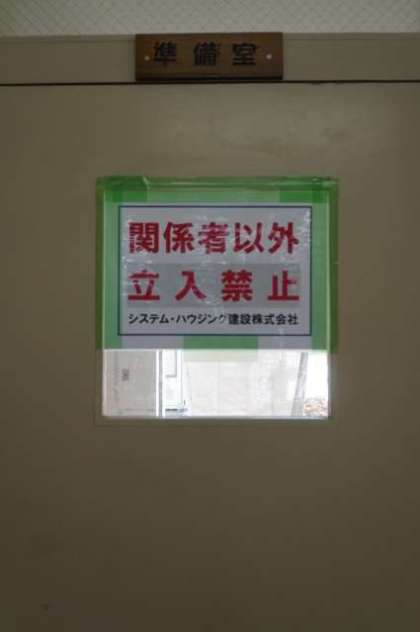 準備室
関係者以外
立入禁止
システム・ハウジング建設株式会社